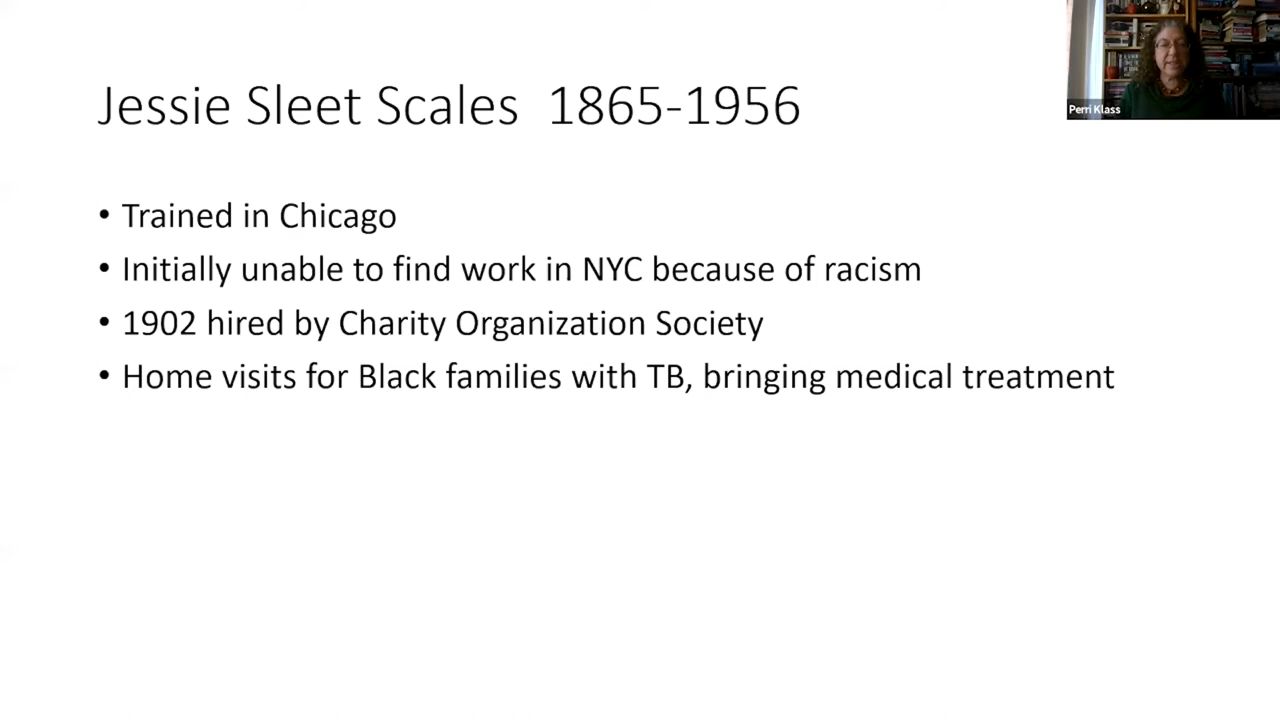 Jessie Sleet Scales 1865-1956
Perri Klass
• Trained in Chicago
• Initially unable to find work in NYC because of racism
• 1902 hired by Charity Organization Society
• Home visits for Black families with TB, bringing medical treatment